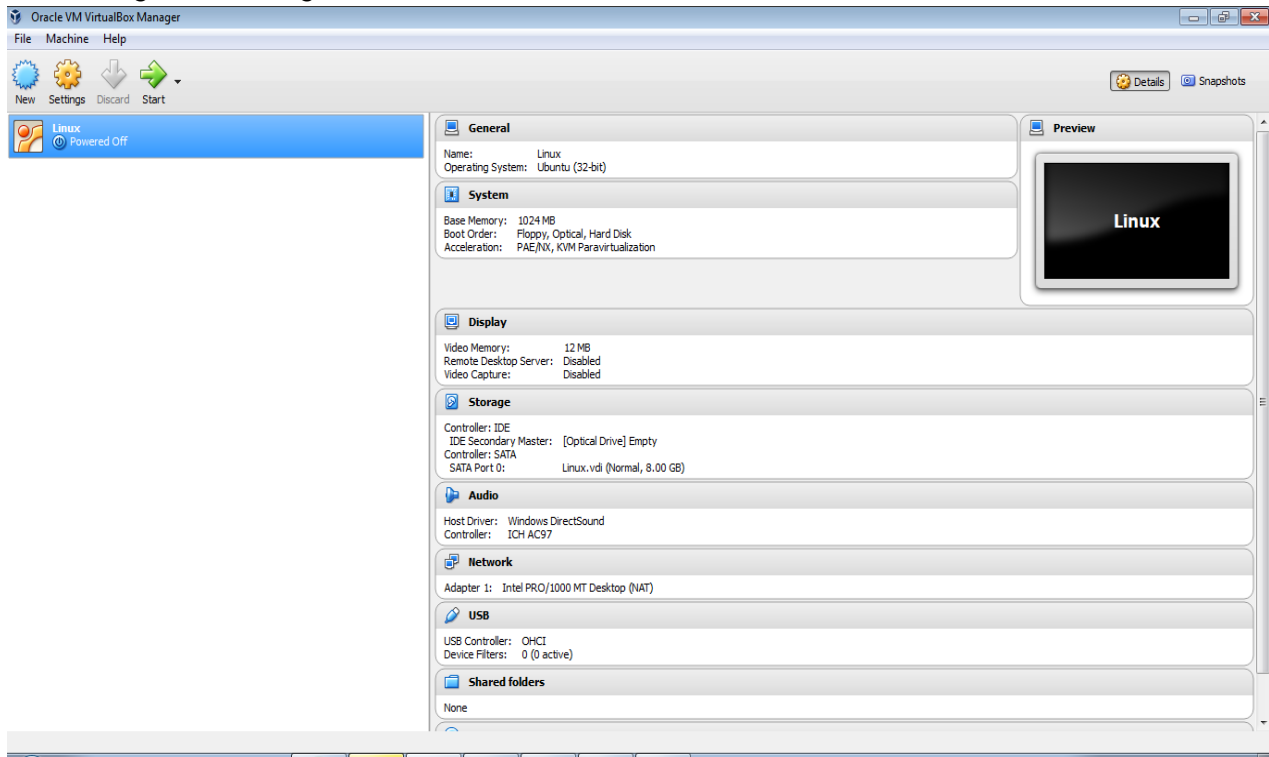 Oracle VM VirtualBox Manager
File Machine Help
New Settings Discard Start
Details Snapshots
Linux
Powered Off
General
Name: Linux
Operating System: Ubuntu (32-bit)
System
Base Memory: 1024 MB
Boot Order: Floppy, Optical, Hard Disk
Acceleration: PAE/NX, KVM Paravirtualization
Preview
Linux
Display
Video Memory: 12 MB
Remote Desktop Server: Disabled
Video Capture: Disabled
Storage
Controller: IDE
IDE Secondary Master: [Optical Drive] Empty
Controller: SATA
SATA Port 0: Linux.vdi (Normal, 8.00 GB)
Audio
Host Driver: Windows DirectSound
Controller: ICH AC97
Network
Adapter 1: Intel PRO/1000 MT Desktop (NAT)
USB
USB Controller: OHCI
Device Filters: 0 (0 active)
Shared folders
None